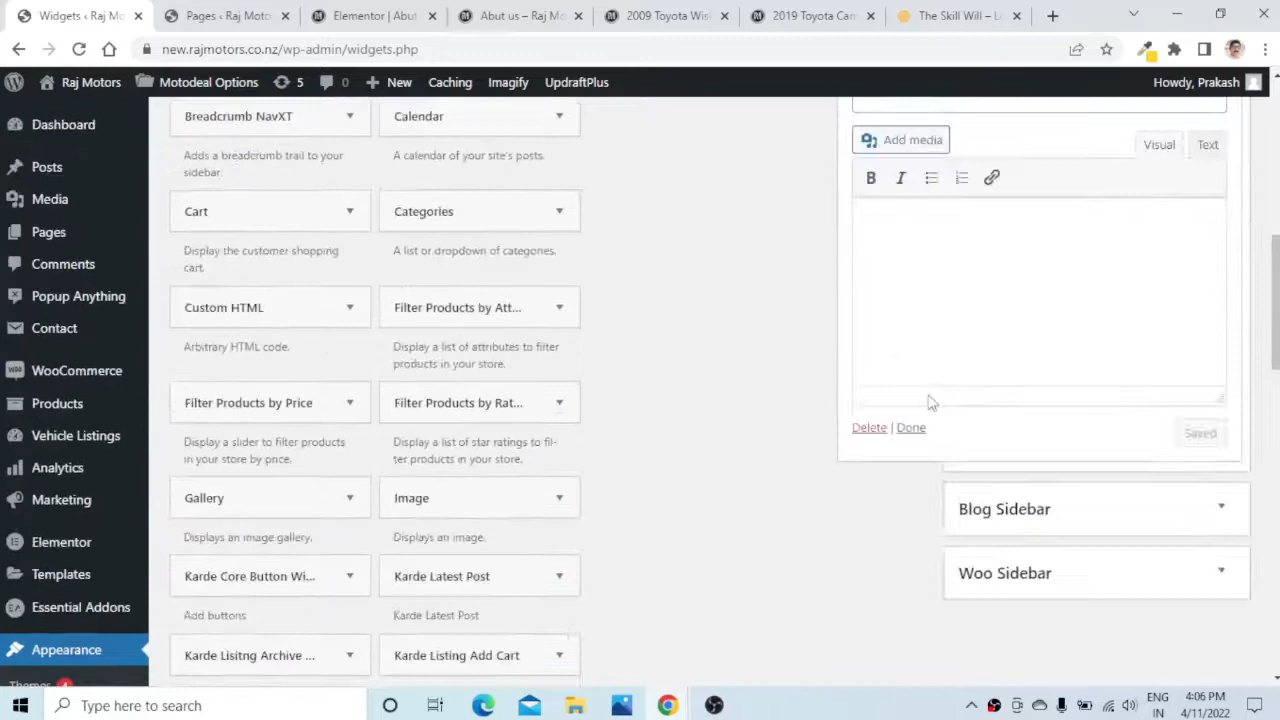 Widgets ‹ Raj M
Pages ‹ Raj Moto
Elementor | Abut
Abut us – Raj M
2009 Toyota Wis
2019 Toyota Cam
The Skill Will – L
new.rajmotors.co.nz/wp-admin/widgets.php
Raj Motors
Motodeal Options
5
0
New
Caching
Imagify
UpdraftPlus
Howdy, Prakash
Dashboard
Posts
Media
Pages
Comments
Popup Anything
Contact
WooCommerce
Products
Vehicle Listings
Analytics
Marketing
Elementor
Templates
Essential Addons
Appearance
Themes 4
Breadcrumb NavXT
Calendar
Adds a breadcrumb trail to your
sidebar.
A calendar of your site's posts.
Cart
Categories
Display the customer shopping
cart.
A list or dropdown of categories.
Custom HTML
Filter Products by Att...
Arbitrary HTML code.
Display a list of attributes to filter
products in your store.
Filter Products by Price
Filter Products by Rat...
Display a slider to filter products
in your store by price.
Display a list of star ratings to fil-
ter products in your store.
Gallery
Image
Displays an image gallery.
Displays an image.
Karde Core Button Wi...
Karde Latest Post
Add buttons
Karde Latest Post
Karde Lisitng Archive ...
Karde Listing Add Cart
Add media
Visual
Text
B
I
Delete | Done
Saved
Blog Sidebar
Woo Sidebar
Type here to search
ENG
IN
4:06 PM
4/11/2022